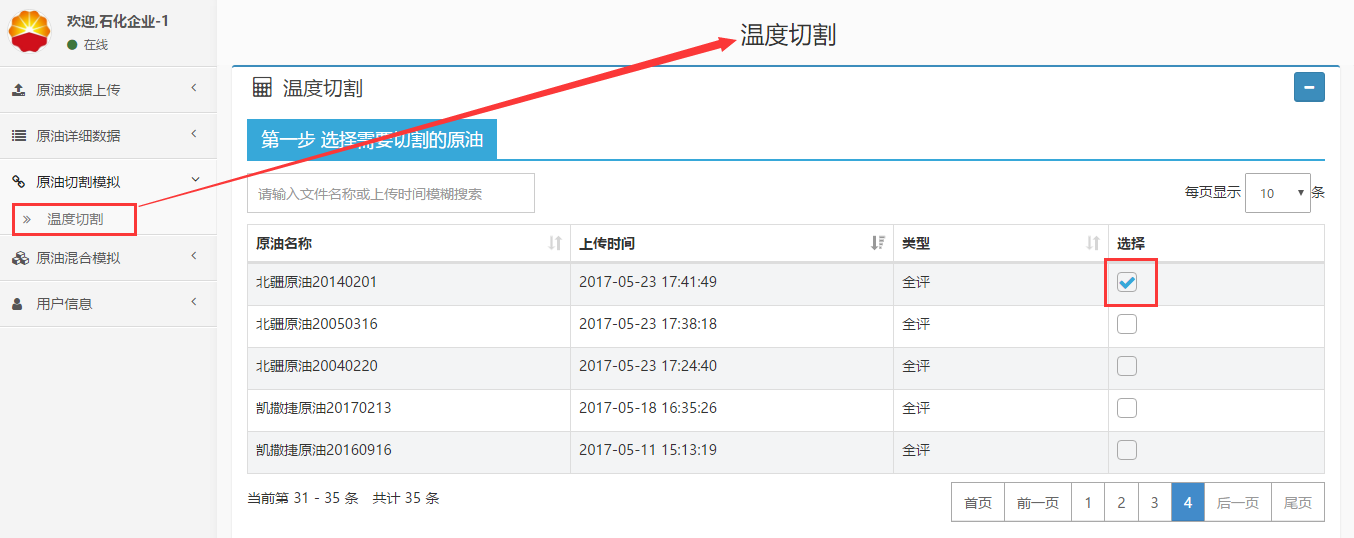 欢迎,石化企业-1
在线
原油数据上传
原油详细数据
原油切割模拟
温度切割
原油混合模拟
用户信息
温度切割
温度切割
第一步 选择需要切割的原油
请输入文件名称或上传时间模糊搜索
每页显示 10 条
原油名称 上传时间 类型 选择
北疆原油20140201 2017-05-23 17:41:49 全评
北疆原油20050316 2017-05-23 17:38:18 全评
北疆原油20040220 2017-05-23 17:24:40 全评
凯撒捷原油20170213 2017-05-18 16:35:26 全评
凯撒捷原油20160916 2017-05-11 15:13:19 全评
当前第 31 - 35 条 共计 35 条
首页 前一页 1 2 3 4 后一页 尾页